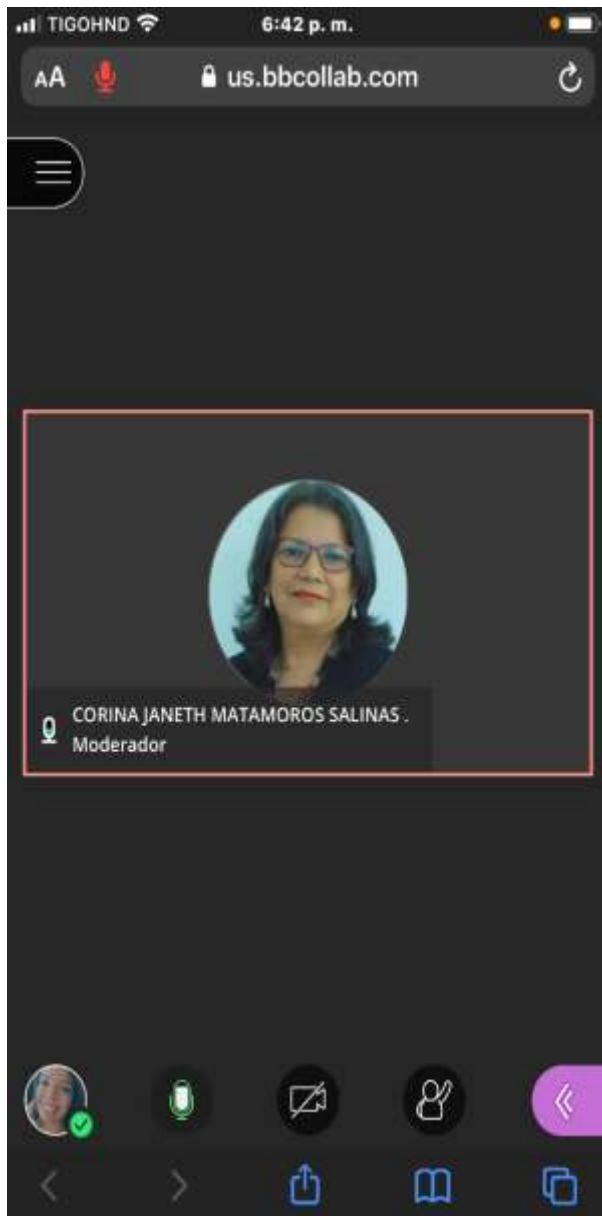 TIGOHND 6:42 p. m.
AA us.bbcollab.com
CORINA JANETH MATAMOROS SALINAS .
Moderador